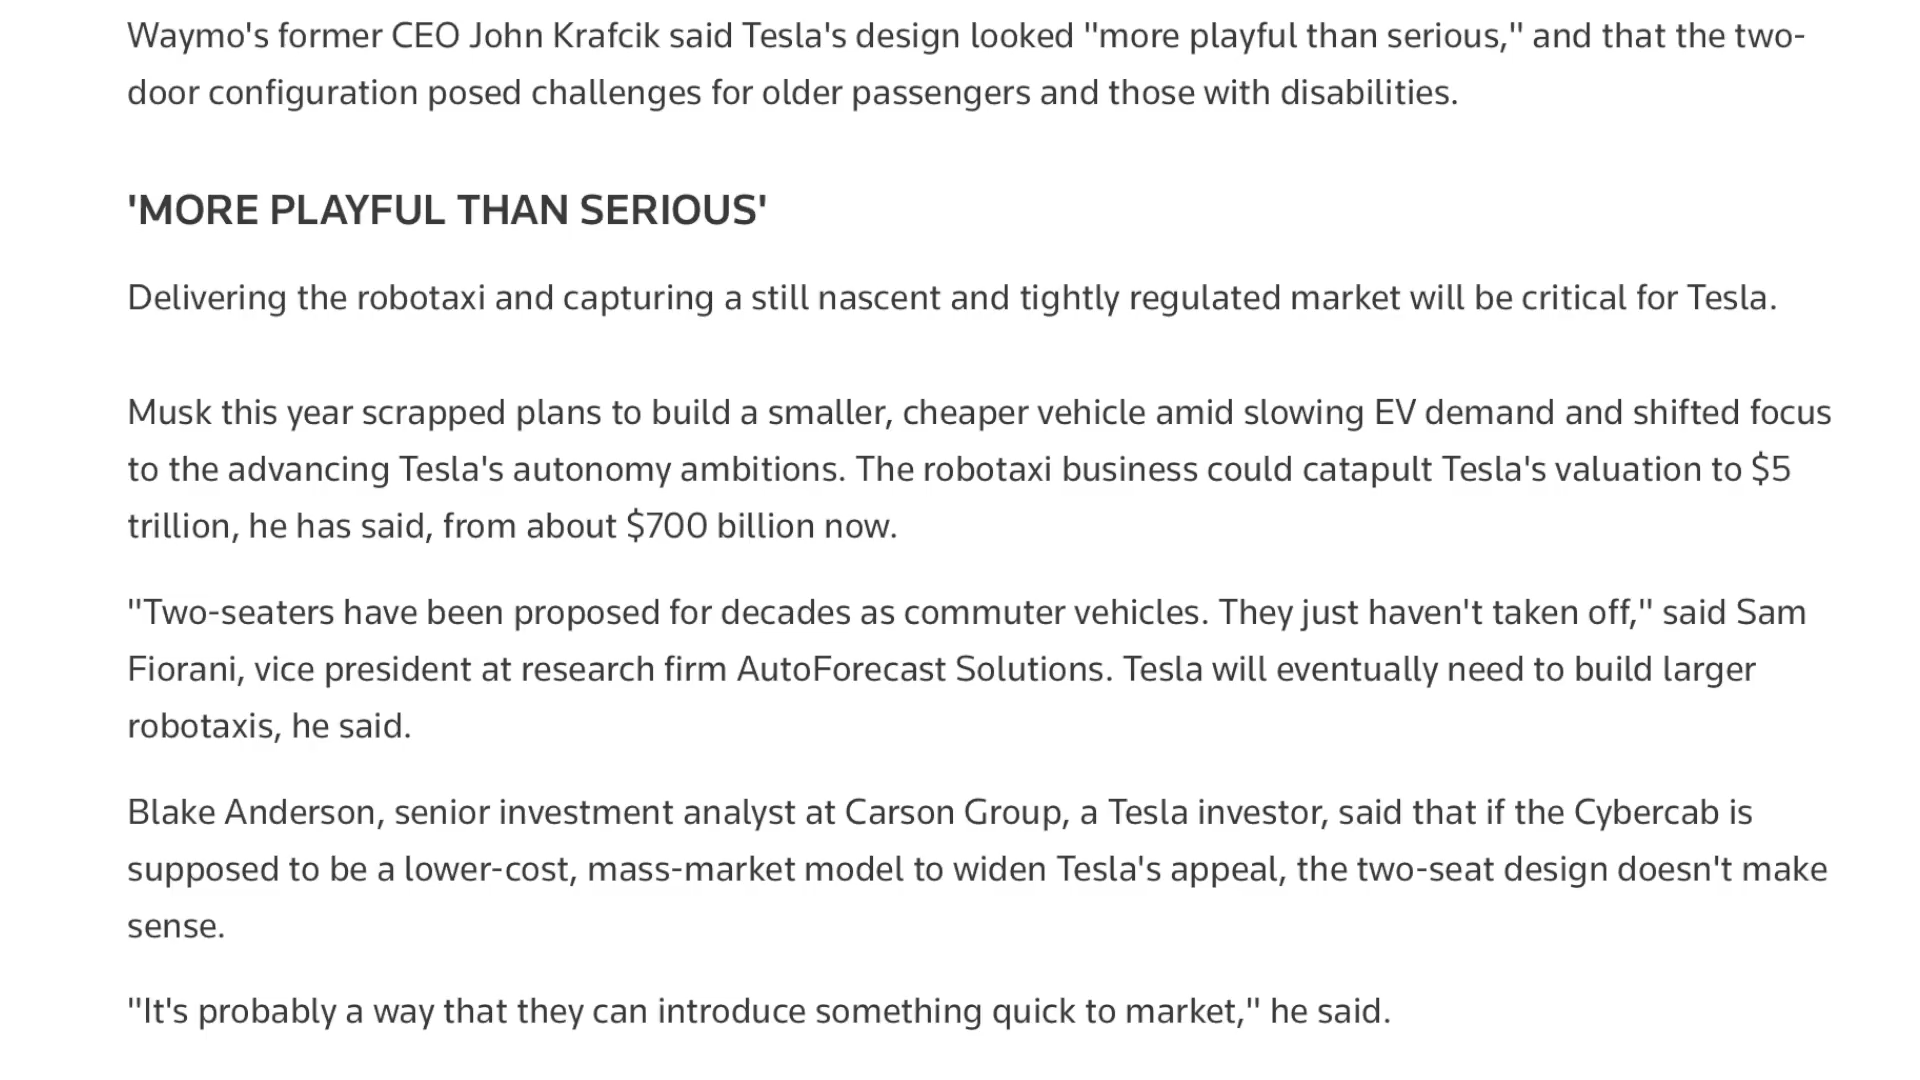 Waymo's former CEO John Krafcik said Tesla's design looked "more playful than serious," and that the two-
door configuration posed challenges for older passengers and those with disabilities.
'MORE PLAYFUL THAN SERIOUS'
Delivering the robotaxi and capturing a still nascent and tightly regulated market will be critical for Tesla.
Musk this year scrapped plans to build a smaller, cheaper vehicle amid slowing EV demand and shifted focus
to the advancing Tesla's autonomy ambitions. The robotaxi business could catapult Tesla's valuation to $5
trillion, he has said, from about $700 billion now.
"Two-seaters have been proposed for decades as commuter vehicles. They just haven't taken off," said Sam
Fiorani, vice president at research firm AutoForecast Solutions. Tesla will eventually need to build larger
robotaxis, he said.
Blake Anderson, senior investment analyst at Carson Group, a Tesla investor, said that if the Cybercab is
supposed to be a lower-cost, mass-market model to widen Tesla's appeal, the two-seat design doesn't make
sense.
"It's probably a way that they can introduce something quick to market," he said.